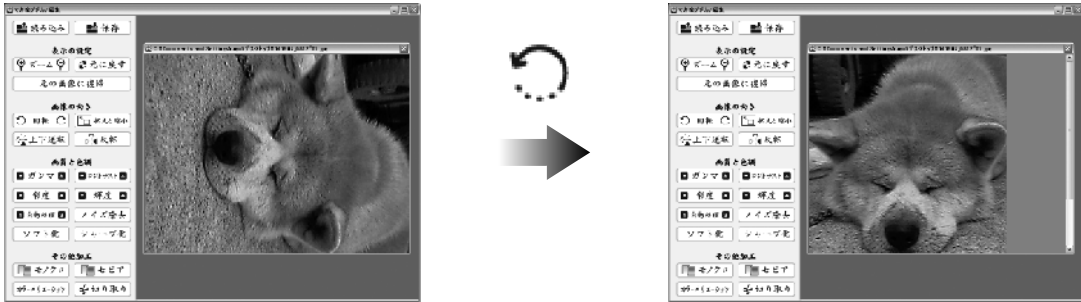 読み込み 保存
表示の設定
ズーム 元に戻す
元の画像に復帰
画像の向き
回転 拡大と縮小
上下逆転 反転
画質と色調
ガンマ コントラスト
彩度 輝度
ノイズ除去
ソフト化 シャープ化
その他加工
モノクロ セピア
切り取り
読み込み 保存
表示の設定
ズーム 元に戻す
元の画像に復帰
画像の向き
回転 拡大と縮小
上下逆転 反転
画質と色調
ガンマ コントラスト
彩度 輝度
ノイズ除去
ソフト化 シャープ化
その他加工
モノクロ セピア
切り取り